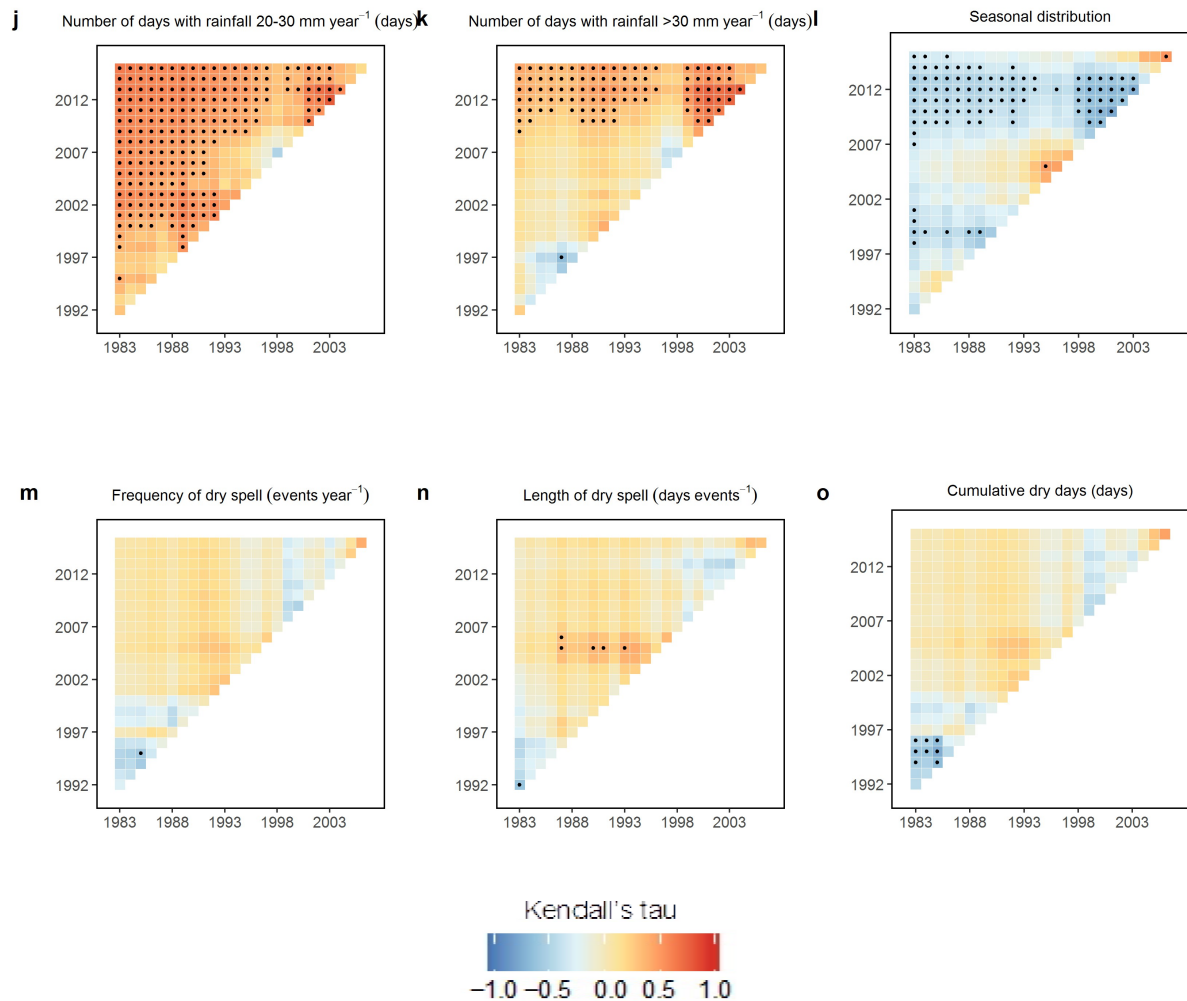 j Number of days with rainfall 20-30 mm year⁻¹ (days)
k Number of days with rainfall >30 mm year⁻¹ (days)
l Seasonal distribution
2012
2007
2002
1997
1992
1983 1988 1993 1998 2003
2012
2007
2002
1997
1992
1983 1988 1993 1998 2003
2012
2007
2002
1997
1992
1983 1988 1993 1998 2003
m Frequency of dry spell (events year⁻¹)
n Length of dry spell (days events⁻¹)
o Cumulative dry days (days)
2012
2007
2002
1997
1992
1983 1988 1993 1998 2003
2012
2007
2002
1997
1992
1983 1988 1993 1998 2003
2012
2007
2002
1997
1992
1983 1988 1993 1998 2003
Kendall's tau
−1.0 −0.5 0.0 0.5 1.0